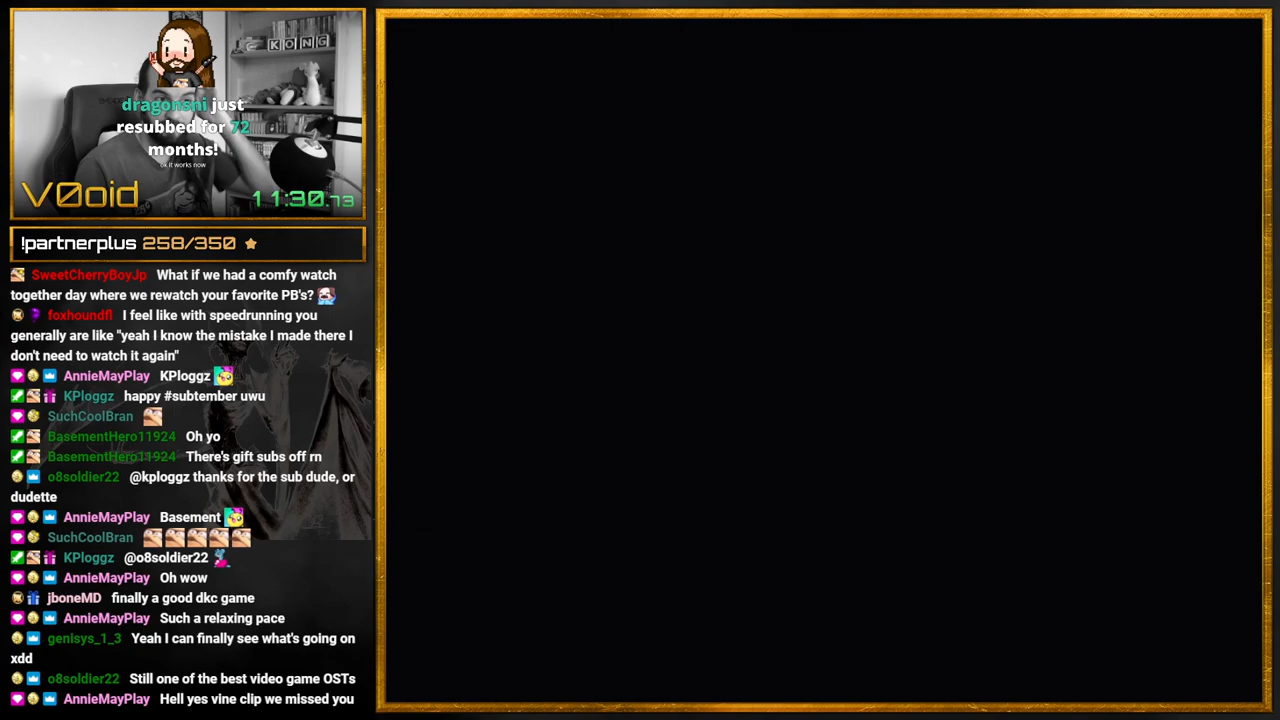 KONG
dragonsni just
resubbed for 72
months!
ok it works now
V0oid
11:30.73
!partnerplus 258/350
SweetCherryBoyJp What if we had a comfy watch
together day where we rewatch your favorite PB's?
foxhoundfl I feel like with speedrunning you
generally are like "yeah I know the mistake I made there I
don't need to watch it again"
AnnieMayPlay KPloggz
KPloggz happy #subtember uwu
SuchCoolBran
BasementHero11924 Oh yo
BasementHero11924 There's gift subs off rn
o8soldier22 @kploggz thanks for the sub dude, or
dudette
AnnieMayPlay Basement
SuchCoolBran
KPloggz @o8soldier22
AnnieMayPlay Oh wow
jboneMD finally a good dkc game
AnnieMayPlay Such a relaxing pace
genisys_1_3 Yeah I can finally see what's going on
xdd
o8soldier22 Still one of the best video game OSTs
AnnieMayPlay Hell yes vine clip we missed you